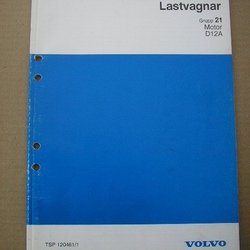 Lastvagnar
Grupp 21
Motor
D12A
TSP 120461/1
VOLVO